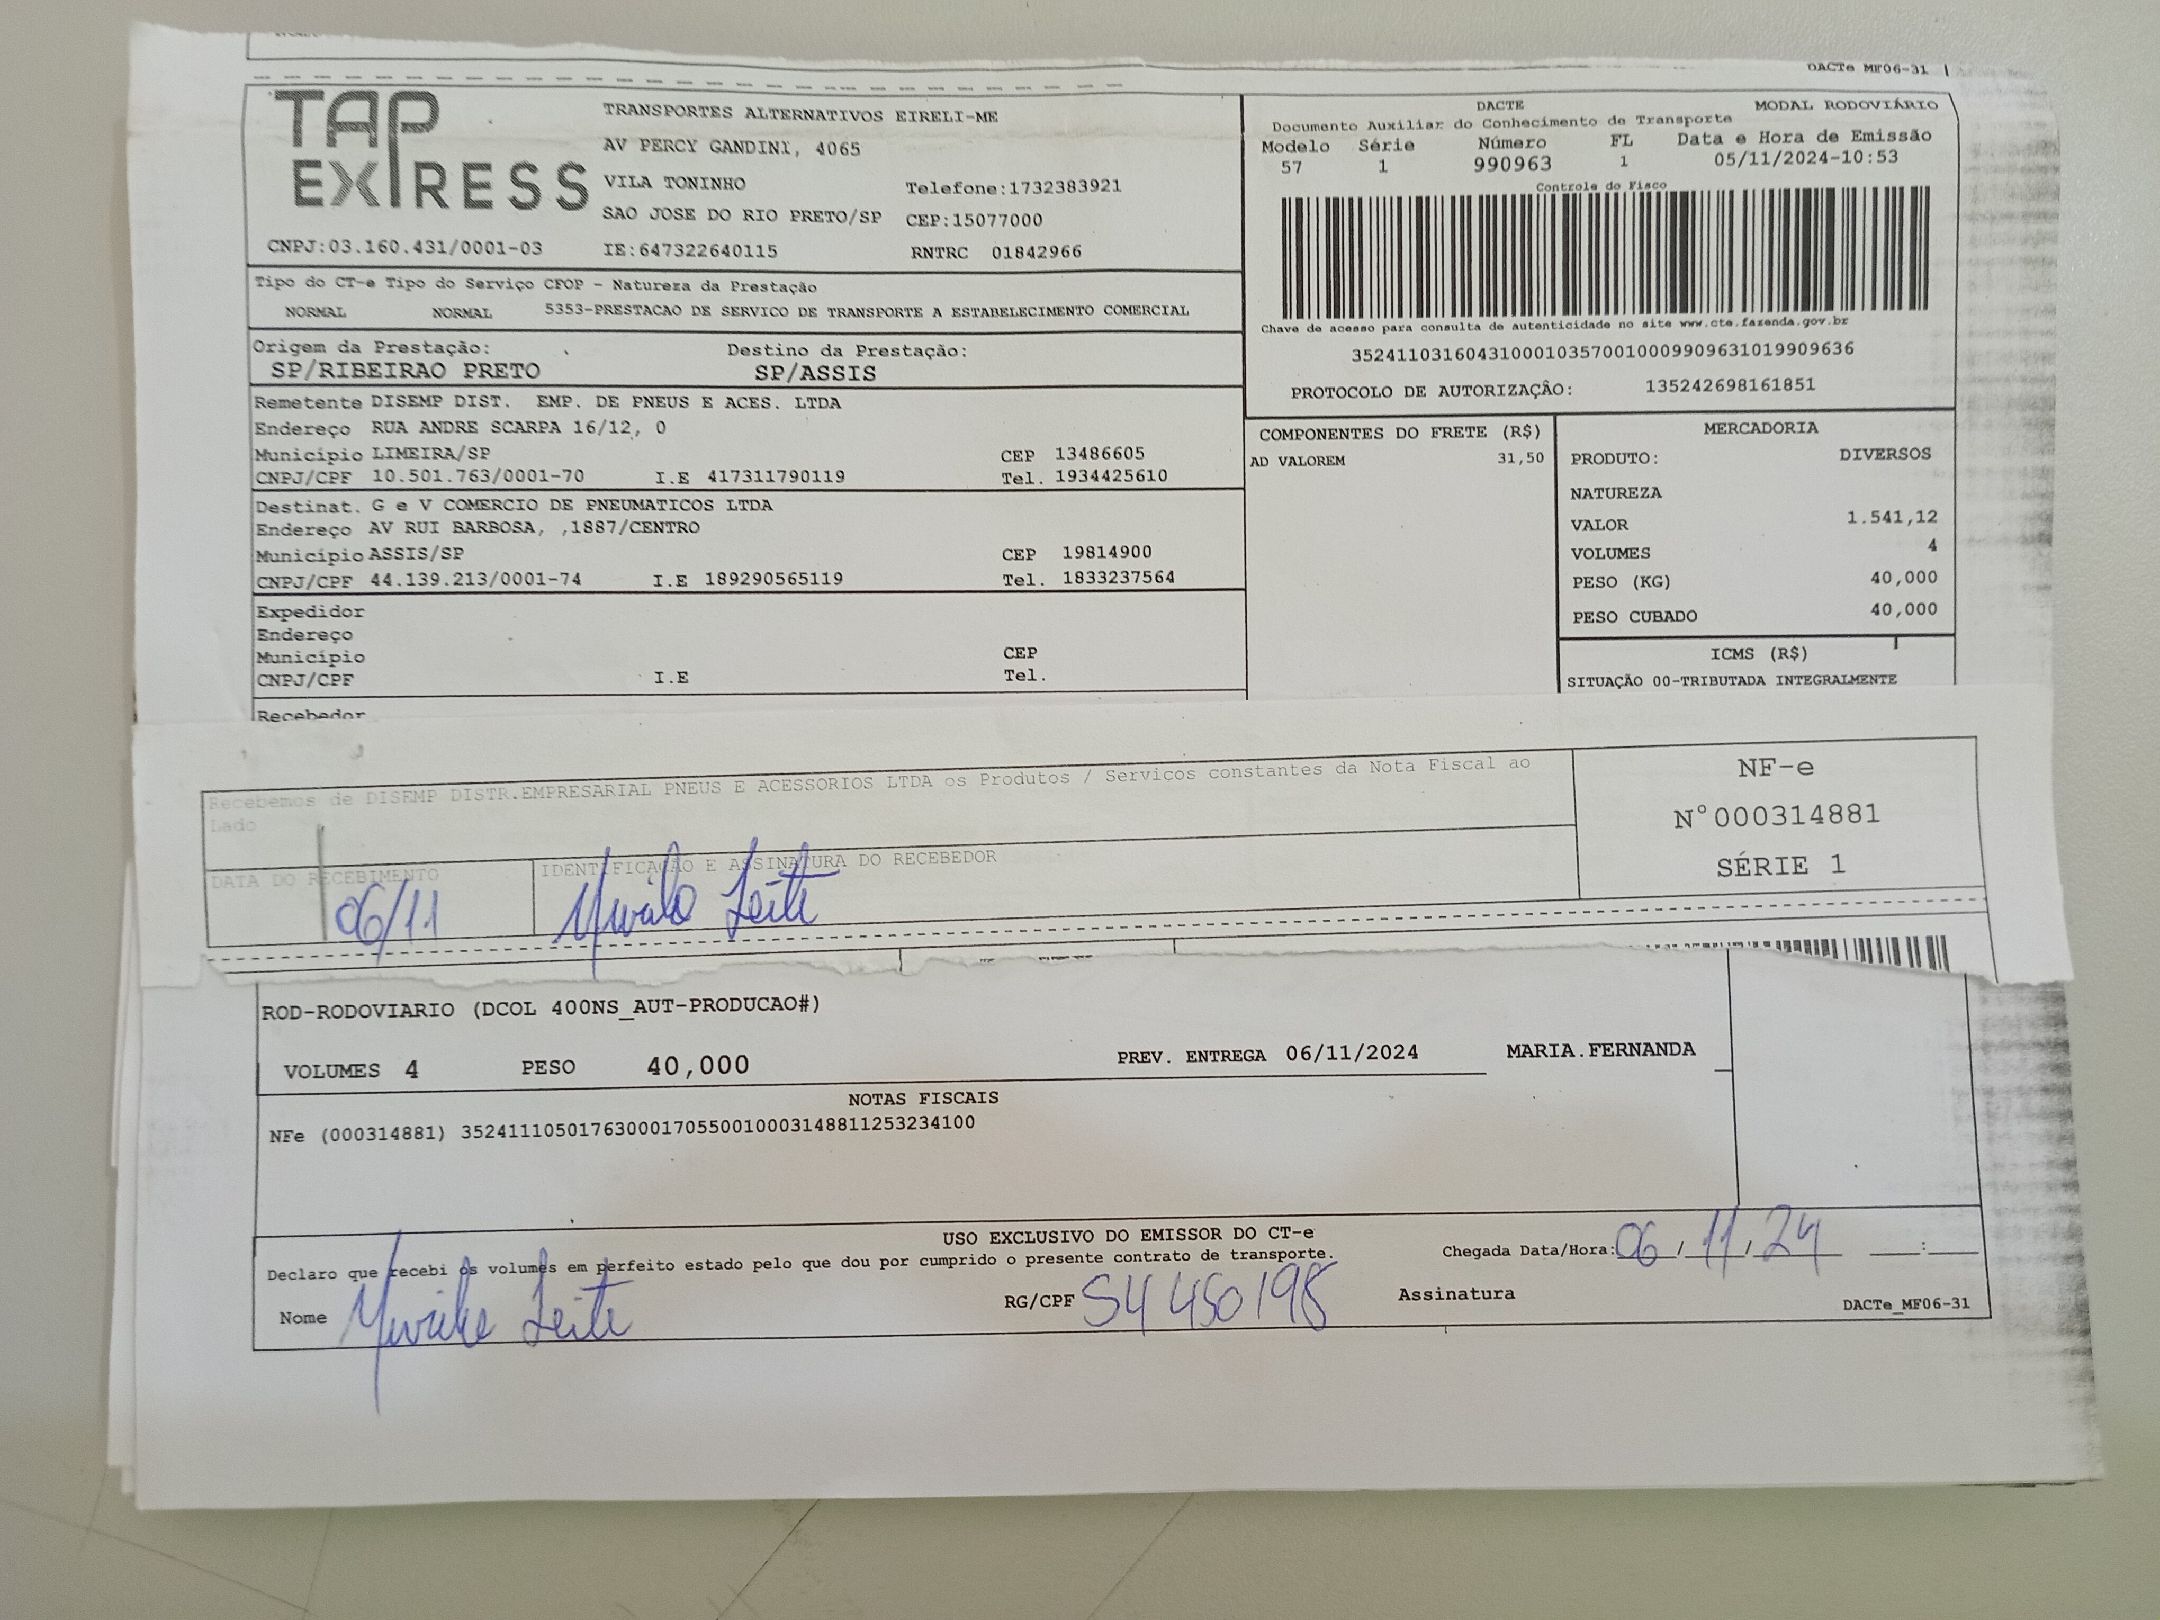 DACTe MF06-31
TAP EXPRESS
TRANSPORTES ALTERNATIVOS EIRELI-ME
AV PERCY GANDINI, 4065
VILA TONINHO Telefone:1732383921
SAO JOSE DO RIO PRETO/SP CEP:15077000
CNPJ:03.160.431/0001-03 IE:647322640115 RNTRC 01842966
DACTE MODAL RODOVIÁRIO
Documento Auxiliar do Conhecimento de Transporte
Modelo Série Número FL Data e Hora de Emissão
57 1 990963 1 05/11/2024-10:53
Controle do Fisco
Chave de acesso para consulta de autenticidade no site www.cte.fazenda.gov.br
35241103160431000103570010009909631019909636
PROTOCOLO DE AUTORIZAÇÃO: 135242698161851
Tipo do CT-e Tipo do Serviço CFOP - Natureza da Prestação
NORMAL NORMAL 5353-PRESTACAO DE SERVICO DE TRANSPORTE A ESTABELECIMENTO COMERCIAL
Origem da Prestação: Destino da Prestação:
SP/RIBEIRAO PRETO SP/ASSIS
Remetente DISEMP DIST. EMP. DE PNEUS E ACES. LTDA
Endereço RUA ANDRE SCARPA 16/12, 0
Município LIMEIRA/SP CEP 13486605
CNPJ/CPF 10.501.763/0001-70 I.E 417311790119 Tel. 1934425610
Destinat. G e V COMERCIO DE PNEUMATICOS LTDA
Endereço AV RUI BARBOSA, ,1887/CENTRO
Município ASSIS/SP CEP 19814900
CNPJ/CPF 44.139.213/0001-74 I.E 189290565119 Tel. 1833237564
Expedidor
Endereço
Município CEP
CNPJ/CPF I.E Tel.
Recebedor
COMPONENTES DO FRETE (R$)
AD VALOREM 31,50
MERCADORIA
PRODUTO: DIVERSOS
NATUREZA
VALOR 1.541,12
VOLUMES 4
PESO (KG) 40,000
PESO CUBADO 40,000
ICMS (R$)
SITUAÇÃO 00-TRIBUTADA INTEGRALMENTE
Recebemos de DISEMP DISTR.EMPRESARIAL PNEUS E ACESSORIOS LTDA os Produtos / Servicos constantes da Nota Fiscal ao
Lado
DATA DO RECEBIMENTO IDENTIFICAÇÃO E ASSINATURA DO RECEBEDOR
06/11 Murilo Leite
NF-e
N°000314881
SÉRIE 1
ROD-RODOVIARIO (DCOL 400NS_AUT-PRODUCAO#)
VOLUMES 4 PESO 40,000 PREV. ENTREGA 06/11/2024 MARIA.FERNANDA
NOTAS FISCAIS
NFe (000314881) 35241110501763000170550010003148811253234100
USO EXCLUSIVO DO EMISSOR DO CT-e
Declaro que recebi os volumes em perfeito estado pelo que dou por cumprido o presente contrato de transporte. Chegada Data/Hora: 06/11/24 :
Nome Murilo Leite RG/CPF 54 450198 Assinatura
DACTe_MF06-31